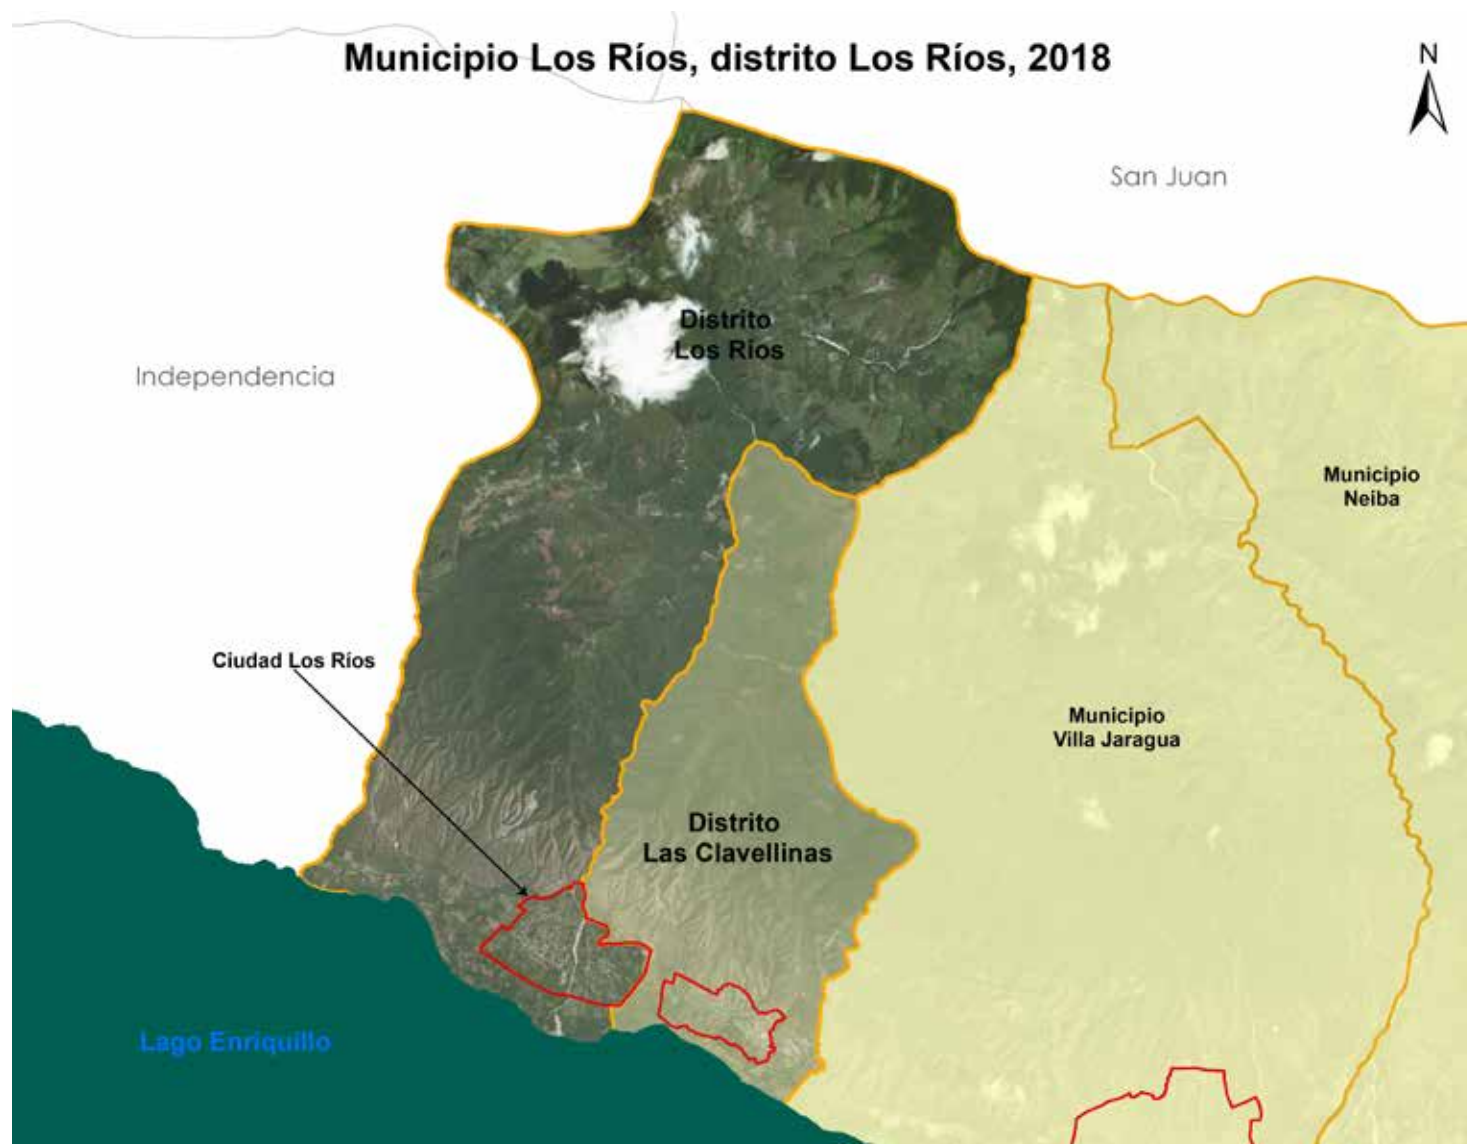 Municipio Los Ríos, distrito Los Ríos, 2018
N
San Juan
Distrito
Los Ríos
Independencia
Municipio
Neiba
Ciudad Los Ríos
Municipio
Villa Jaragua
Distrito
Las Clavellinas
Lago Enriquillo